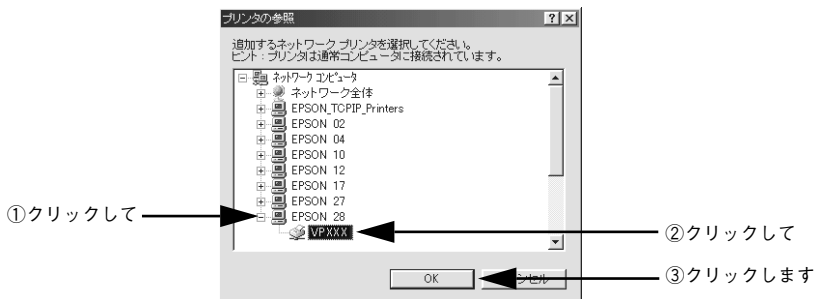 プリンタの参照
追加するネットワーク プリンタを選択してください。
ヒント : プリンタは通常コンピュータに接続されています。
ネットワーク コンピュータ
ネットワーク全体
EPSON_TCPIP_Printers
EPSON 02
EPSON 04
EPSON 10
EPSON 12
EPSON 17
EPSON 27
①クリックして
EPSON 28
VPXXX
②クリックして
OK
③クリックします